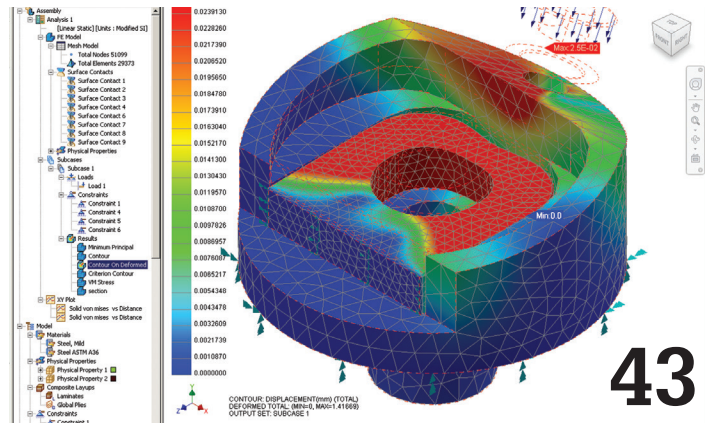 Assembly
Analysis 1
[Linear Static] [Units : Modified SI]
FE Model
Mesh Model
Total Nodes 51099
Total Elements 29373
Surface Contacts
Surface Contact 1
Surface Contact 2
Surface Contact 3
Surface Contact 4
Surface Contact 6
Surface Contact 7
Surface Contact 8
Surface Contact 9
Physical Properties
Subcases
Subcase 1
Loads
Load 1
Constraints
Constraint 1
Constraint 4
Constraint 5
Constraint 6
Results
Minimum Principal
Contour
Contour On Deformed
Criterion Contour
VM Stress
section
XY Plot
Solid von mises vs Distance
Solid von mises vs Distance
Model
Materials
Steel, Mild
Steel ASTM A36
Physical Properties
Physical Property 1
Physical Property 2
Composite Layups
Laminates
Global Plies
Constraints
Constraint 1
0.0239130
0.0228260
0.0217390
0.0206520
0.0195650
0.0184780
0.0173910
0.0163040
0.0152170
0.0141300
0.0130430
0.0119570
0.0108700
0.0097826
0.0086957
0.0076087
0.0065217
0.0054348
0.0043478
0.0032609
0.0021739
0.0010870
0.0000000
Max:2.5E-02
Min:0.0
FRONT
RIGHT
Y
Z
X
CONTOUR: DISPLACEMENT(mm) (TOTAL)
DEFORMED TOTAL: (MIN=0, MAX=1.41669)
OUTPUT SET: SUBCASE 1
43